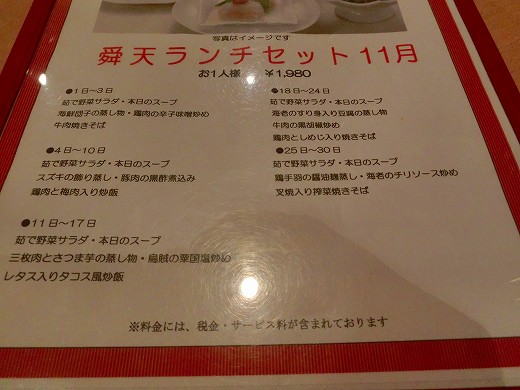 写真はイメージです
舜天ランチセット 11月
お1人様 ￥1,980
●1日～3日
茹で野菜サラダ・本日のスープ
海鮮団子の蒸し物・鶏肉の辛子味噌炒め
牛肉焼きそば
●4日～10日
茹で野菜サラダ・本日のスープ
スズキの飾り蒸し・豚肉の黒酢煮込み
鶏肉と梅肉入り炒飯
●11日～17日
茹で野菜サラダ・本日のスープ
三枚肉とさつま芋の蒸し物・烏賊の粟国塩炒め
レタス入りタコス風炒飯
●18日～24日
茹で野菜サラダ・本日のスープ
海老のすり身入り豆腐の蒸し物
牛肉の黒胡椒炒め
鶏肉としめじ入り焼きそば
●25日～30日
茹で野菜サラダ・本日のスープ
鶏手羽の醤油麹蒸し・海老のチリソース炒め
叉焼入り搾菜焼きそば
※料金には、税金・サービス料が含まれております